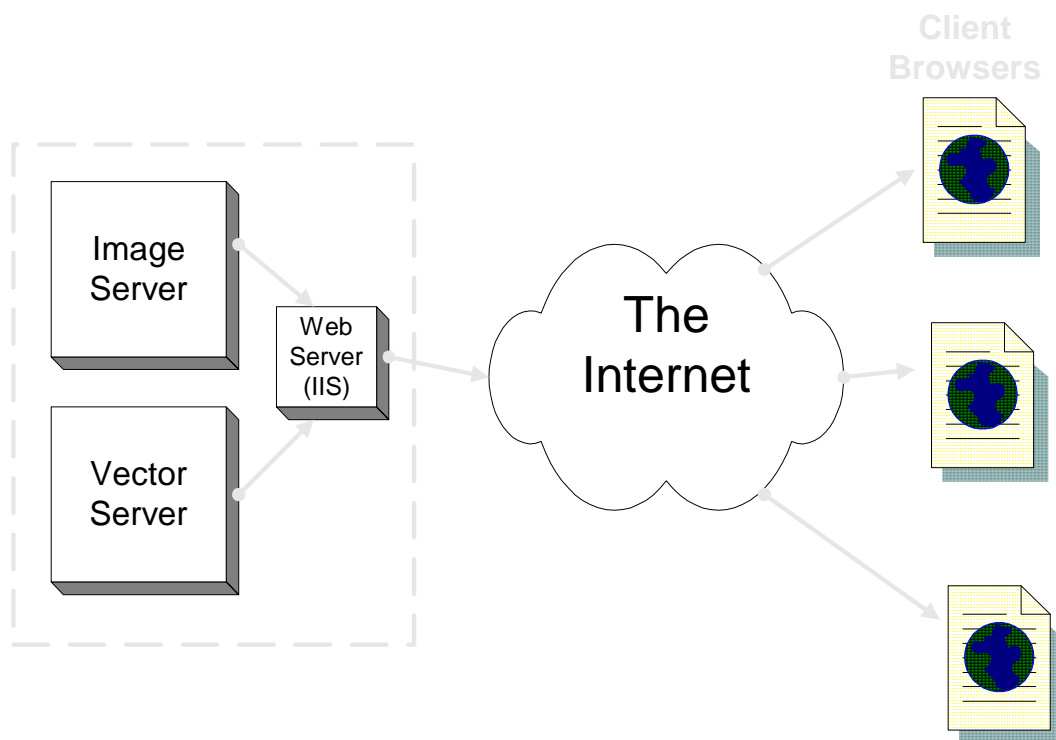 Client
Browsers
Image
Server
Web
Server
(IIS)
Vector
Server
The
Internet